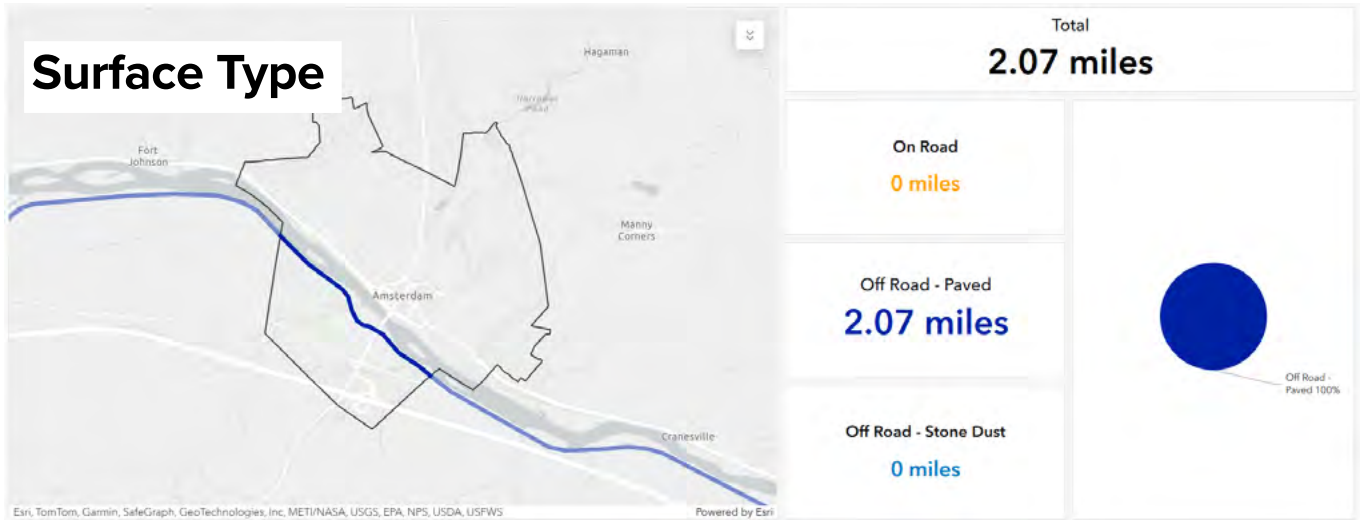 Surface Type
Hagaman
Harrower
Pond
Fort
Johnson
Manny
Corners
Amsterdam
Cranesville
Esri, TomTom, Garmin, SafeGraph, GeoTechnologies, Inc, METI/NASA, USGS, EPA, NPS, USDA, USFWS
Powered by Esri
Total
2.07 miles
On Road
0 miles
Off Road - Paved
2.07 miles
Off Road - Stone Dust
0 miles
Off Road -
Paved 100%